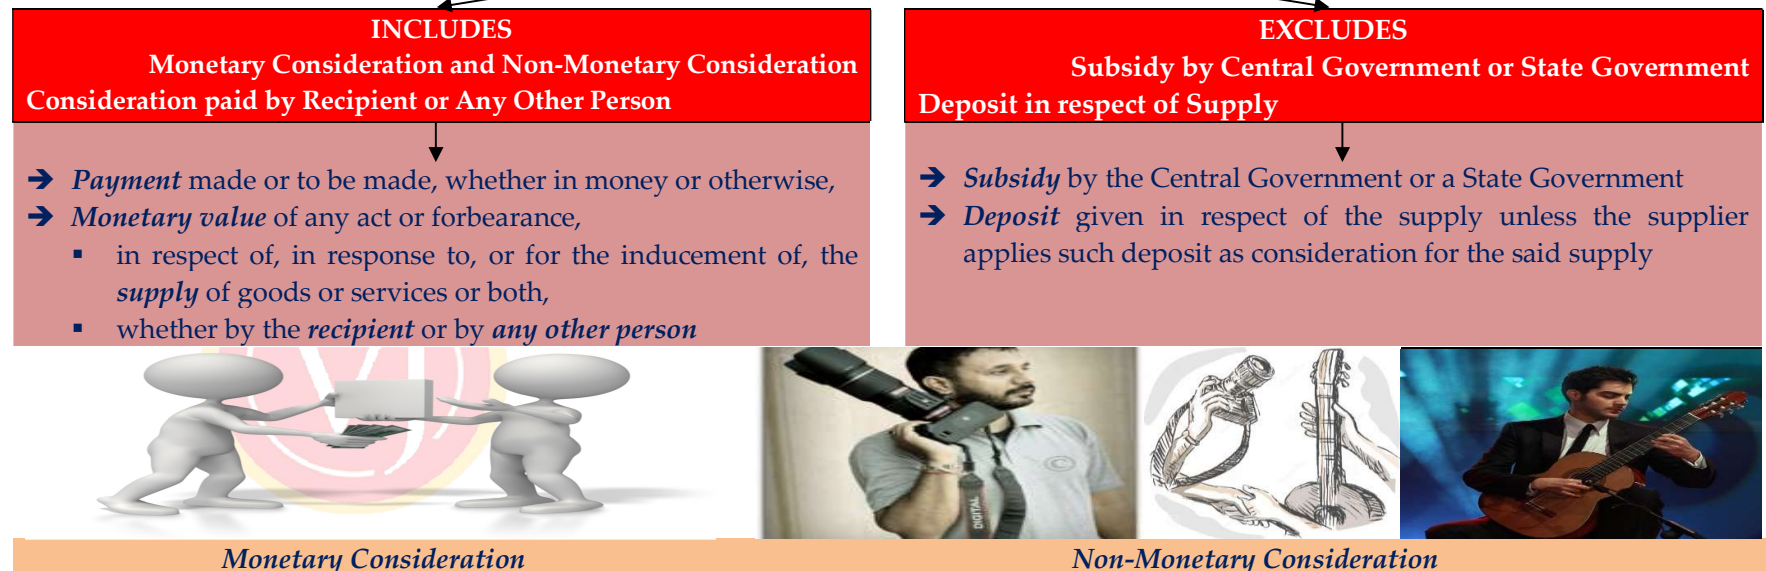 INCLUDES
Monetary Consideration and Non-Monetary Consideration
Consideration paid by Recipient or Any Other Person
➔ Payment made or to be made, whether in money or otherwise,
➔ Monetary value of any act or forbearance,
▪ in respect of, in response to, or for the inducement of, the
supply of goods or services or both,
▪ whether by the recipient or by any other person
EXCLUDES
Subsidy by Central Government or State Government
Deposit in respect of Supply
➔ Subsidy by the Central Government or a State Government
➔ Deposit given in respect of the supply unless the supplier
applies such deposit as consideration for the said supply
DIGITAL
Monetary Consideration
Non-Monetary Consideration